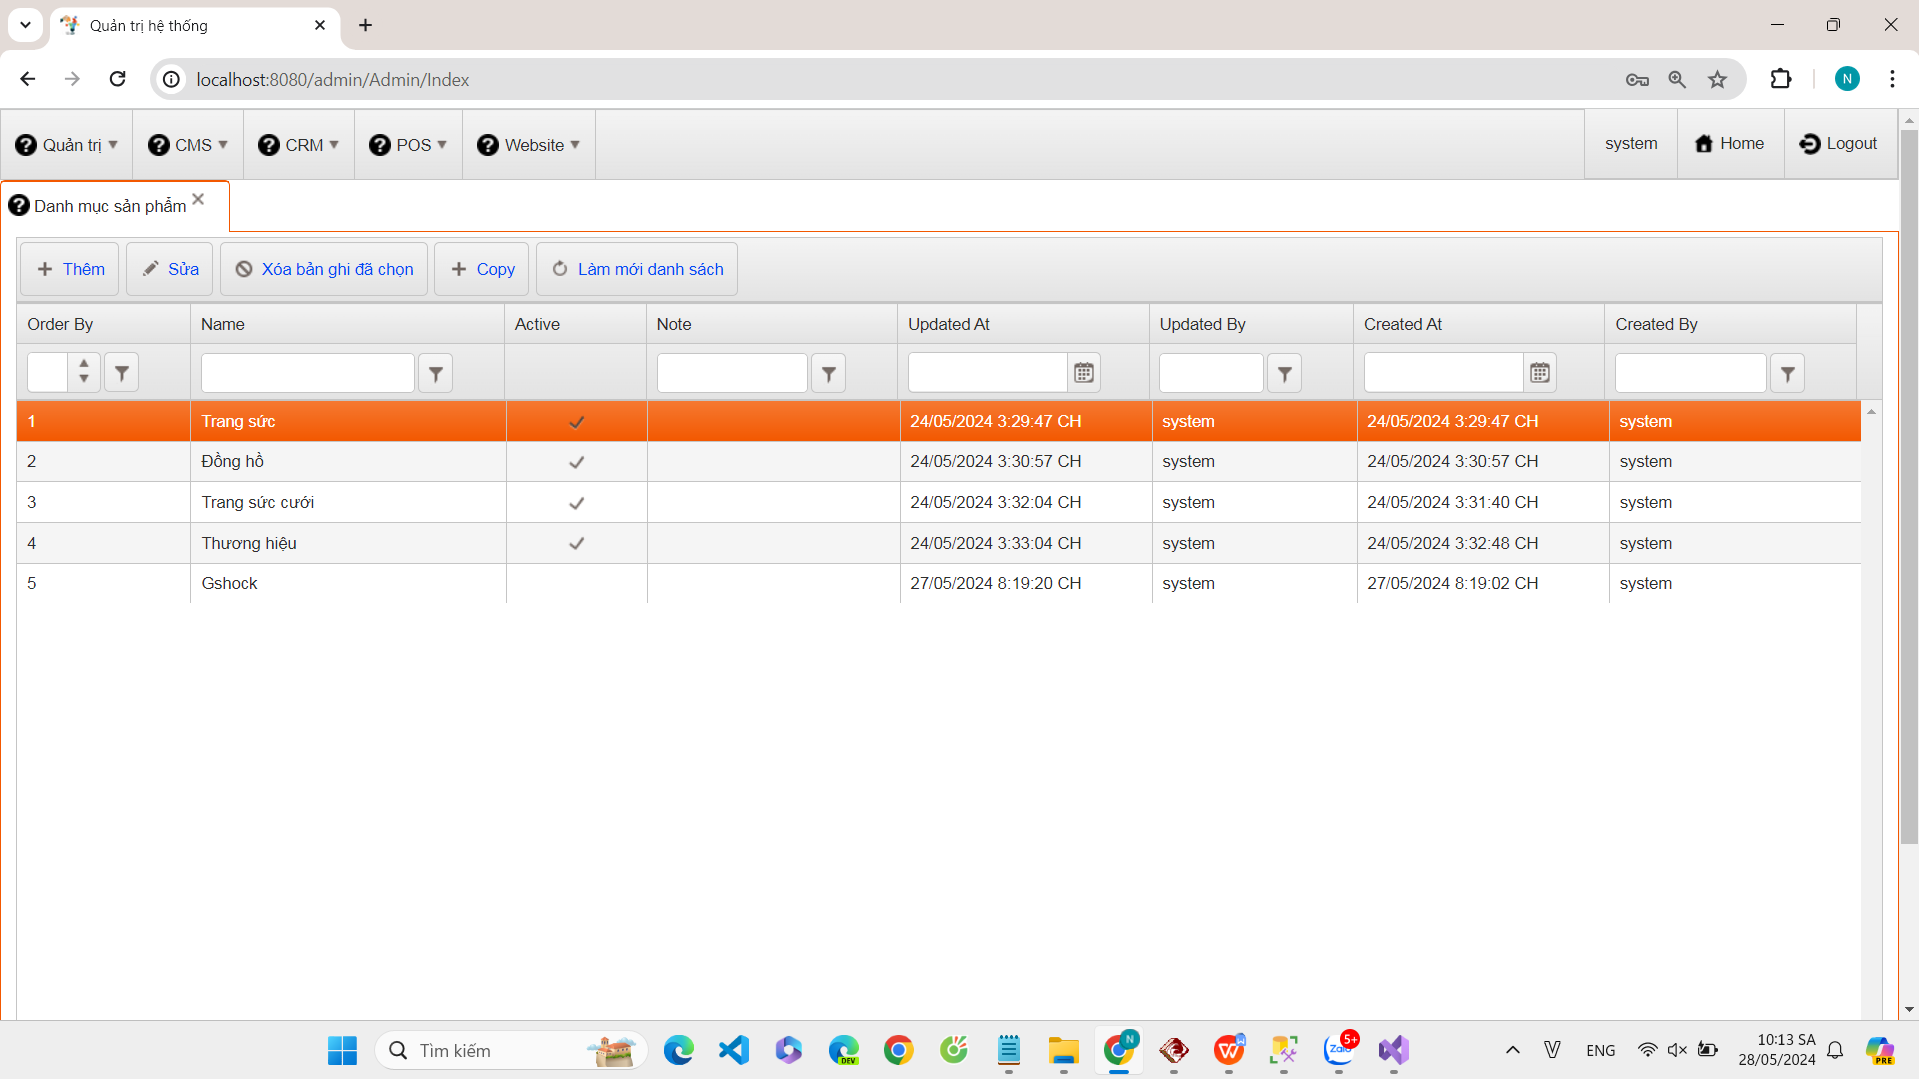 Quản trị hệ thống
localhost:8080/admin/Admin/Index
N
Quản trị CMS CRM POS Website system Home Logout
Danh mục sản phẩm
Thêm Sửa Xóa bản ghi đã chọn Copy Làm mới danh sách
Order By Name Active Note Updated At Updated By Created At Created By
1 Trang sức 24/05/2024 3:29:47 CH system 24/05/2024 3:29:47 CH system
2 Đồng hồ 24/05/2024 3:30:57 CH system 24/05/2024 3:30:57 CH system
3 Trang sức cưới 24/05/2024 3:32:04 CH system 24/05/2024 3:31:40 CH system
4 Thương hiệu 24/05/2024 3:33:04 CH system 24/05/2024 3:32:48 CH system
5 Gshock 27/05/2024 8:19:20 CH system 27/05/2024 8:19:02 CH system
Tìm kiếm DEV N W Zalo 5+ V ENG 10:13 SA
28/05/2024
PRE